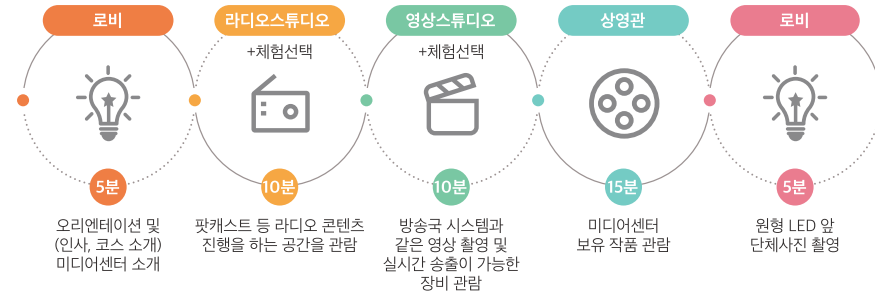 로비
라디오스튜디오
영상스튜디오
상영관
로비
+체험선택
+체험선택
5분
10분
10분
15분
5분
오리엔테이션 및
(인사, 코스 소개)
미디어센터 소개
팟캐스트 등 라디오 콘텐츠
진행을 하는 공간을 관람
방송국 시스템과
같은 영상 촬영 및
실시간 송출이 가능한
장비 관람
미디어센터
보유 작품 관람
원형 LED 앞
단체사진 촬영